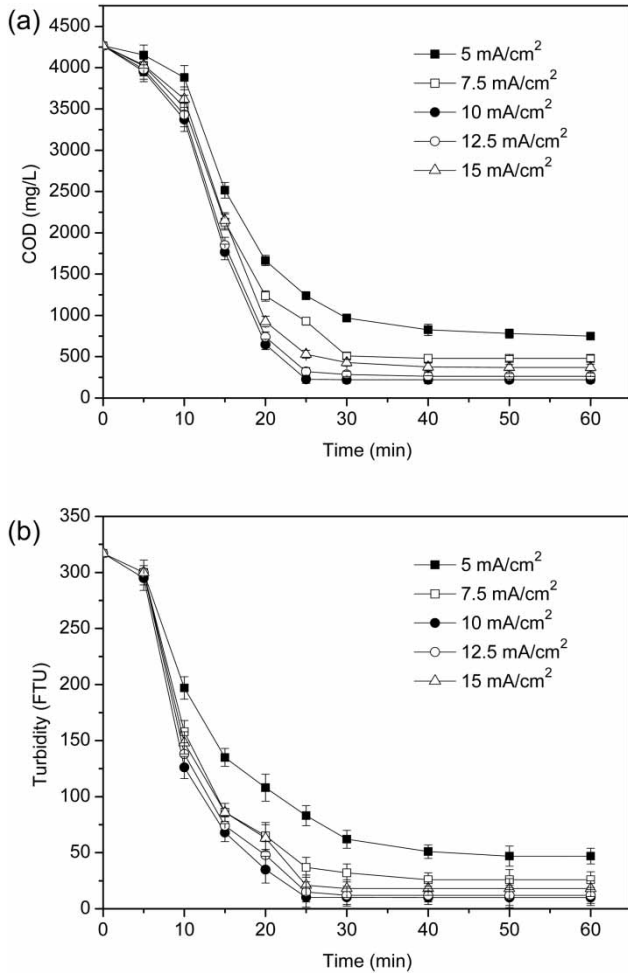 (a)
4500
4000
3500
3000
2500
2000
1500
1000
500
0
COD (mg/L)
5 mA/cm²
7.5 mA/cm²
10 mA/cm²
12.5 mA/cm²
15 mA/cm²
0 10 20 30 40 50 60
Time (min)
(b)
350
300
250
200
150
100
50
0
Turbidity (FTU)
5 mA/cm²
7.5 mA/cm²
10 mA/cm²
12.5 mA/cm²
15 mA/cm²
0 10 20 30 40 50 60
Time (min)